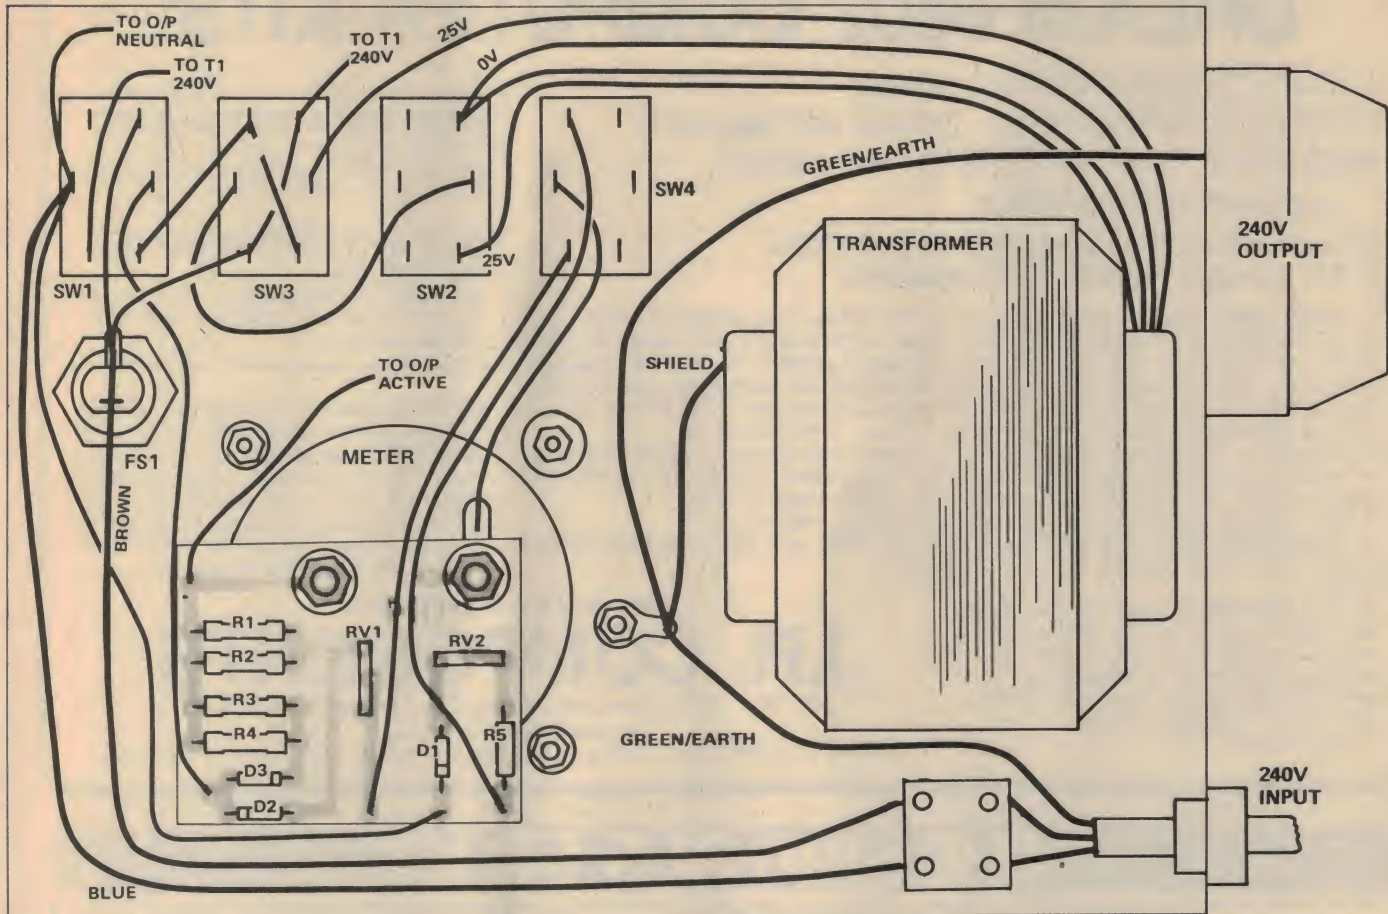 TO O/P
NEUTRAL
TO T1
240V
TO T1
240V
25V
0V
GREEN/EARTH
SW4
240V
OUTPUT
TRANSFORMER
25V
SW1
SW3
SW2
SHIELD
TO O/P
ACTIVE
FS1
METER
BROWN
R1
RV1
R2
RV2
R3
R4
D1
R5
GREEN/EARTH
D3
D2
240V
INPUT
BLUE